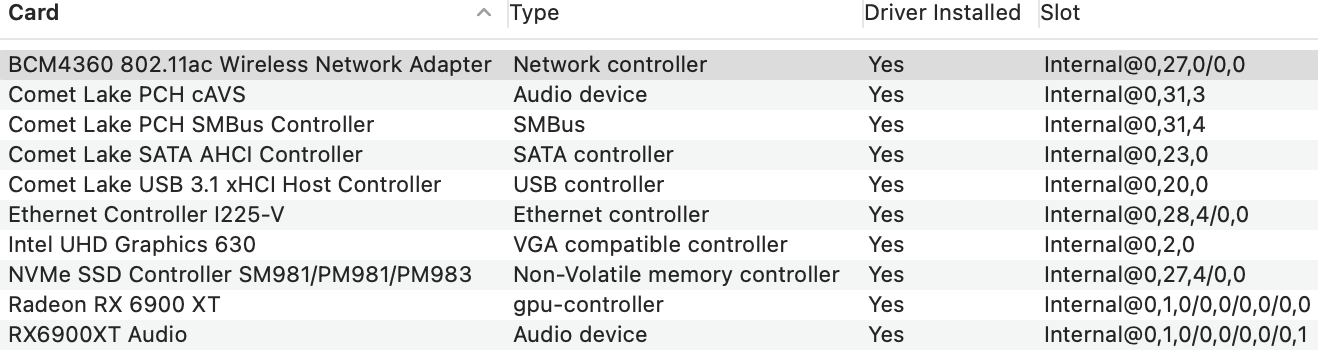 Card Type Driver Installed Slot
BCM4360 802.11ac Wireless Network Adapter Network controller Yes Internal@0,27,0/0,0
Comet Lake PCH cAVS Audio device Yes Internal@0,31,3
Comet Lake PCH SMBus Controller SMBus Yes Internal@0,31,4
Comet Lake SATA AHCI Controller SATA controller Yes Internal@0,23,0
Comet Lake USB 3.1 xHCI Host Controller USB controller Yes Internal@0,20,0
Ethernet Controller I225-V Ethernet controller Yes Internal@0,28,4/0,0
Intel UHD Graphics 630 VGA compatible controller Yes Internal@0,2,0
NVMe SSD Controller SM981/PM981/PM983 Non-Volatile memory controller Yes Internal@0,27,4/0,0
Radeon RX 6900 XT gpu-controller Yes Internal@0,1,0/0,0/0,0/0,0
RX6900XT Audio Audio device Yes Internal@0,1,0/0,0/0,0/0,1